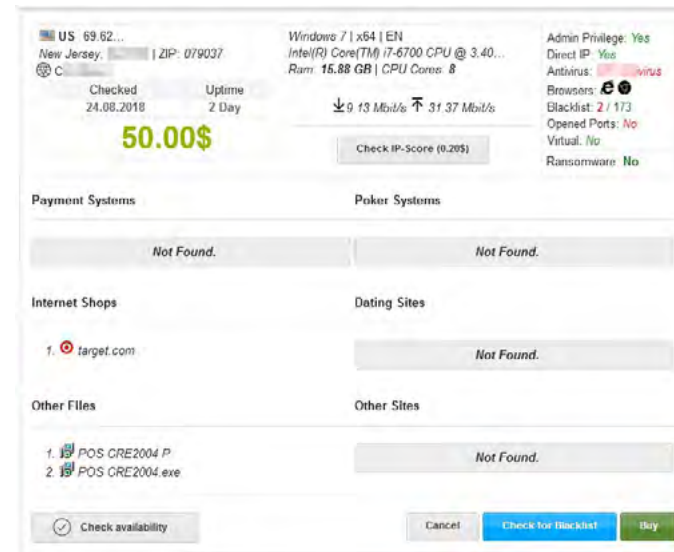 US 69.62...
New Jersey, | ZIP: 079037
C
Checked Uptime
24.08.2018 2 Day
50.00$
Windows 7 | x64 | EN
Intel(R) Core(TM) i7-6700 CPU @ 3.40...
Ram: 15.88 GB | CPU Cores: 8
9.13 Mbit/s 31.37 Mbit/s
Check IP-Score (0.20$)
Admin Privilege: Yes
Direct IP: Yes
Antivirus: virus
Browsers:
Blacklist: 2 / 173
Opened Ports: No
Virtual: No
Ransomware: No
Payment Systems
Not Found.
Poker Systems
Not Found.
Internet Shops
1. target.com
Dating Sites
Not Found.
Other Files
1. POS CRE2004 P
2. POS CRE2004.exe
Other Sites
Not Found.
Check availability
Cancel
Check for Blacklist
Buy